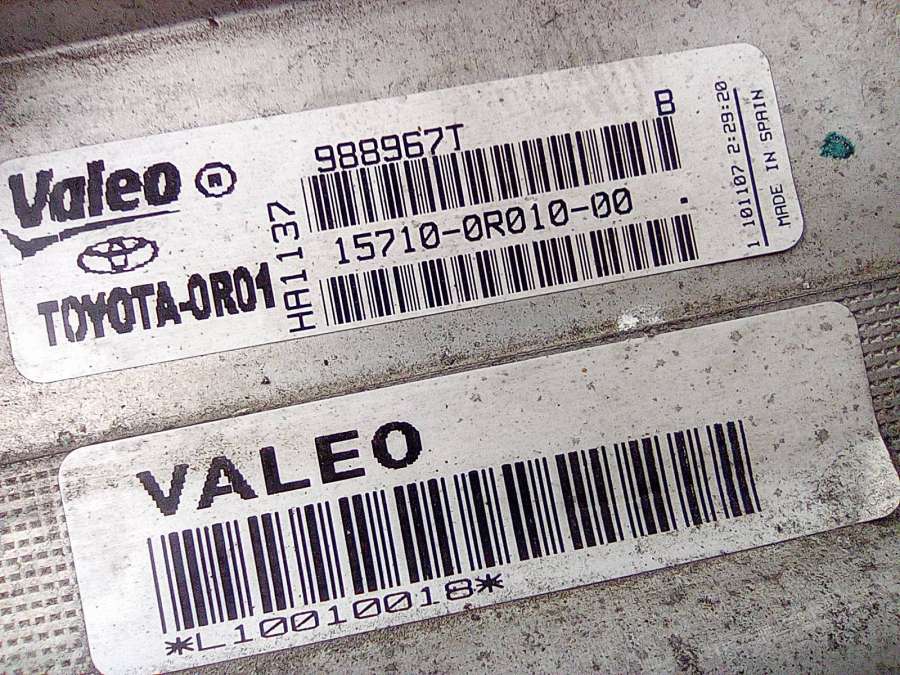 Valeo ®
TOYOTA-0R01
HA1137
988967T
B
15710-0R010-00 .
1 101107 2:29:20
MADE IN SPAIN
VALEO
*L10010018*